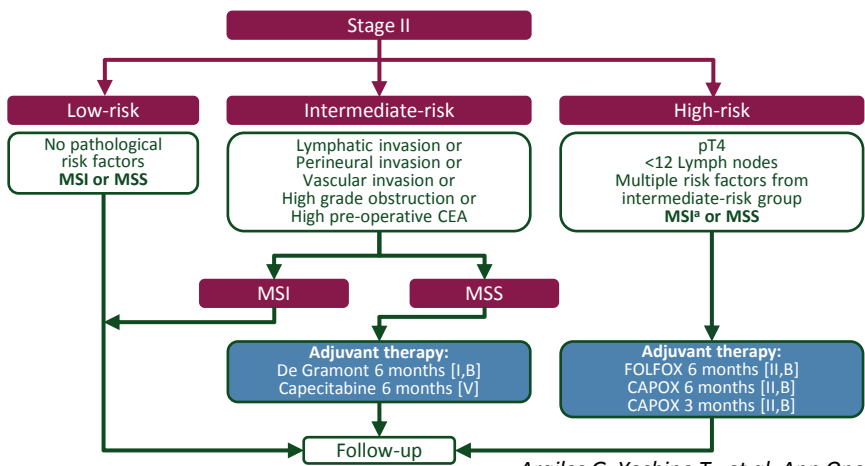 Stage II
Low-risk
Intermediate-risk
High-risk
No pathological
risk factors
MSI or MSS
Lymphatic invasion or
Perineural invasion or
Vascular invasion or
High grade obstruction or
High pre-operative CEA
pT4
<12 Lymph nodes
Multiple risk factors from
intermediate-risk group
MSIᵃ or MSS
MSI
MSS
Adjuvant therapy:
De Gramont 6 months [I,B]
Capecitabine 6 months [V]
Adjuvant therapy:
FOLFOX 6 months [II,B]
CAPOX 6 months [II,B]
CAPOX 3 months [II,B]
Follow-up